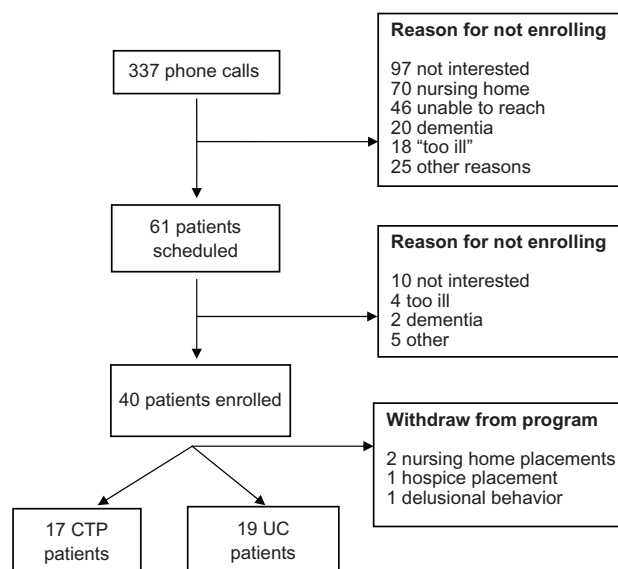 337 phone calls
Reason for not enrolling
97 not interested
70 nursing home
46 unable to reach
20 dementia
18 “too ill”
25 other reasons
61 patients
scheduled
Reason for not enrolling
10 not interested
4 too ill
2 dementia
5 other
40 patients enrolled
Withdraw from program
2 nursing home placements
1 hospice placement
1 delusional behavior
17 CTP
patients
19 UC
patients